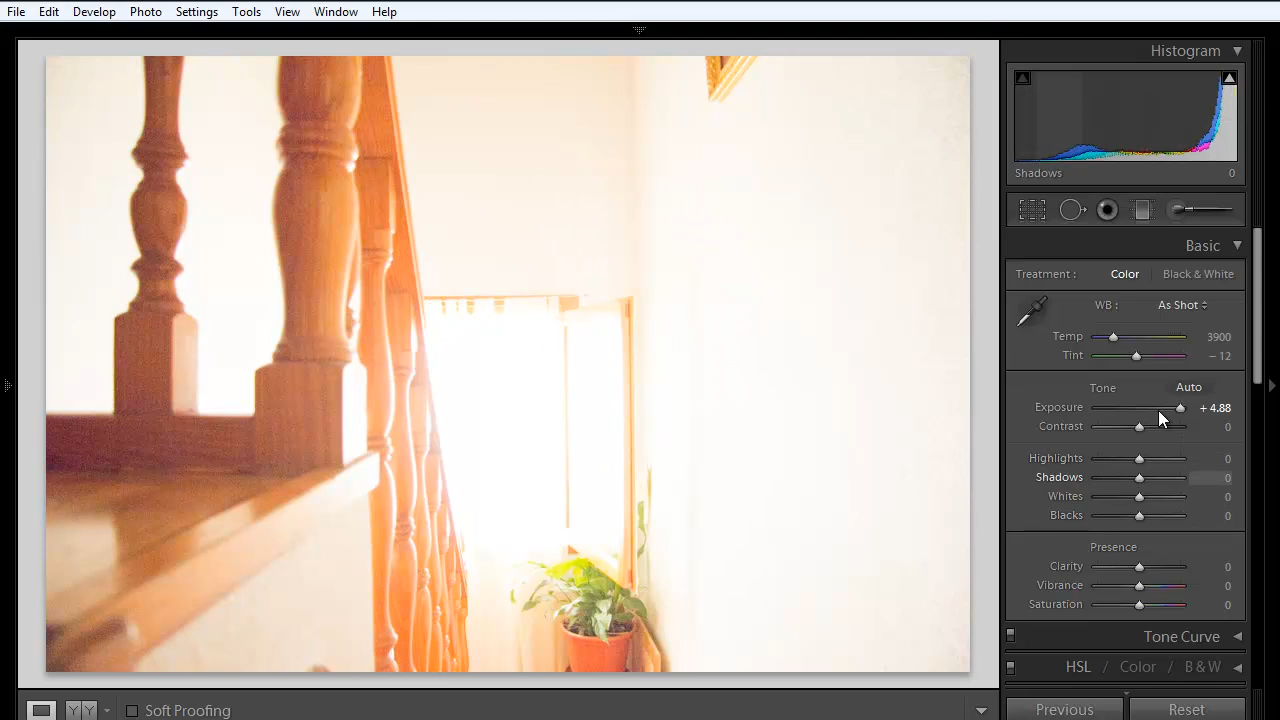 File Edit Develop Photo Settings Tools View Window Help
Histogram
Shadows 0
Basic
Treatment : Color Black & White
WB : As Shot
Temp 3900
Tint – 12
Tone Auto
Exposure + 4.88
Contrast 0
Highlights 0
Shadows 0
Whites 0
Blacks 0
Presence
Clarity 0
Vibrance 0
Saturation 0
Tone Curve
HSL / Color / B & W
Y Y Soft Proofing Previous Reset